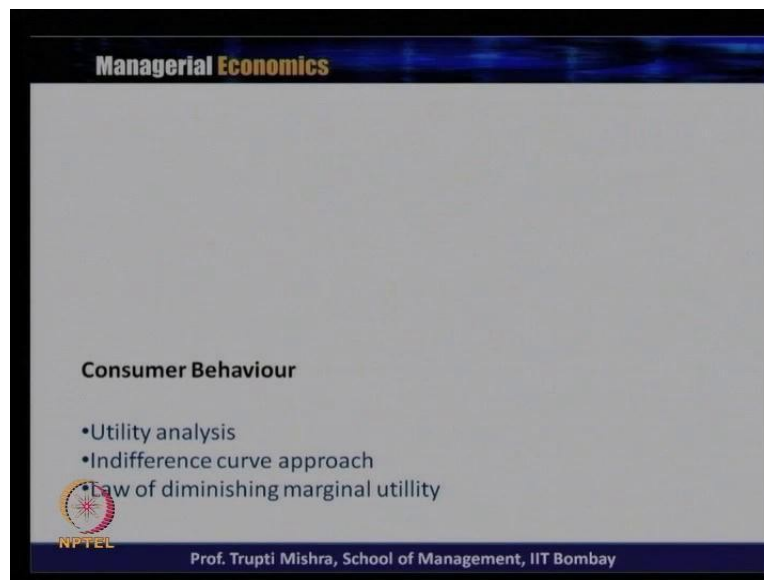 Managerial Economics
Consumer Behaviour
•Utility analysis
•Indifference curve approach
•Law of diminishing marginal utillity
NPTEL
Prof. Trupti Mishra, School of Management, IIT Bombay